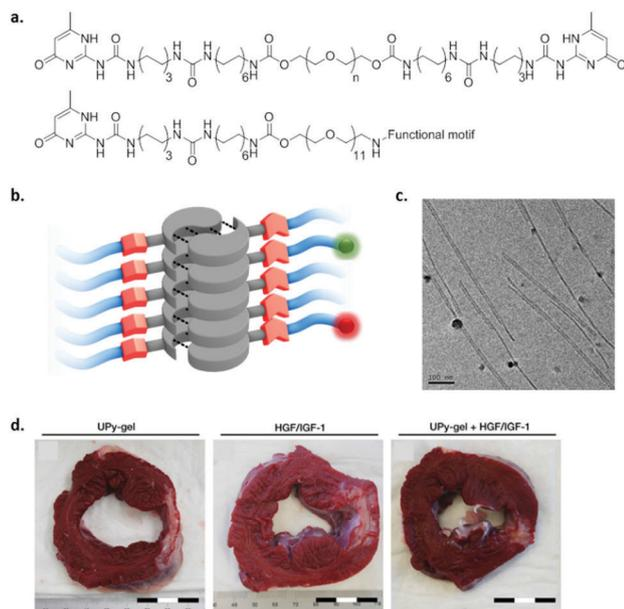 a.
N NH O N H N H 3 N H O N H 6 N H O O O n O O N H 6 N H O N H 3 N H O N H N NH O
N NH O N H O N H 3 N H O N H 6 N H O O O 11 N H Functional motif
b.
c.
100 nm
d.
UPy-gel HGF/IGF-1 UPy-gel + HGF/IGF-1